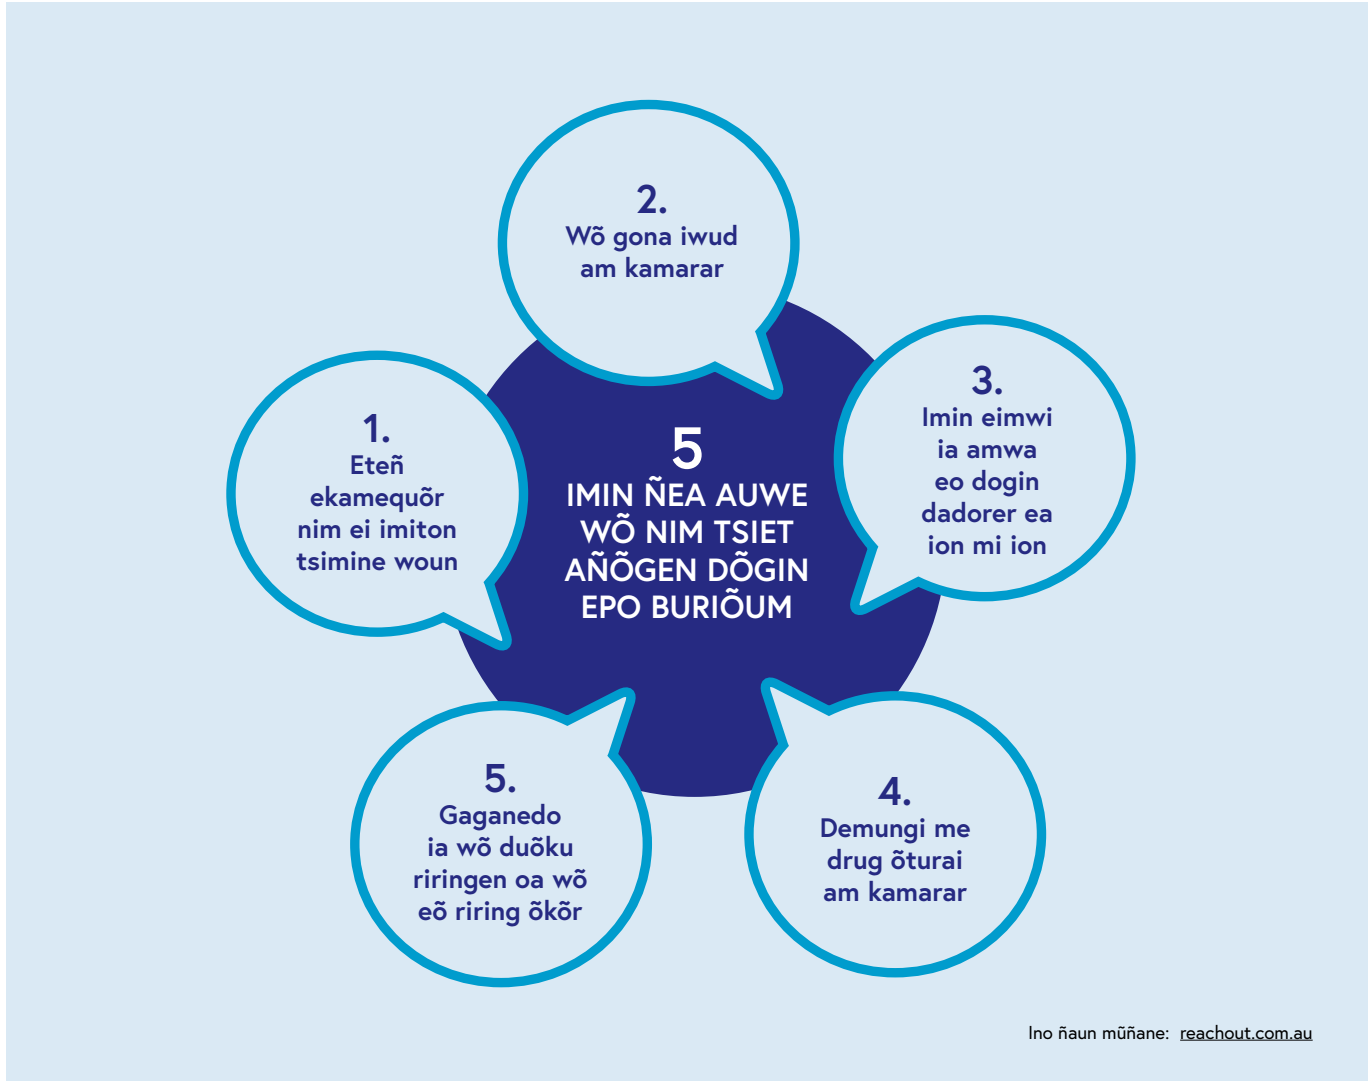 5
IMIN ÑEA AUWE
WÕ NIM TSIET
AÑÕGEN DÕGIN
EPO BURIÕUM
1.
Eteñ
ekamequõr
nim ei imiton
tsimine woun
2.
Wõ gona iwud
am kamarar
3.
Imin eimwi
ia amwa
eo dogin
dadorer ea
ion mi ion
4.
Demungi me
drug õturai
am kamarar
5.
Gaganedo
ia wõ duõku
riringen oa wõ
eõ riring õkõr
Ino ñaun mũñane: reachout.com.au